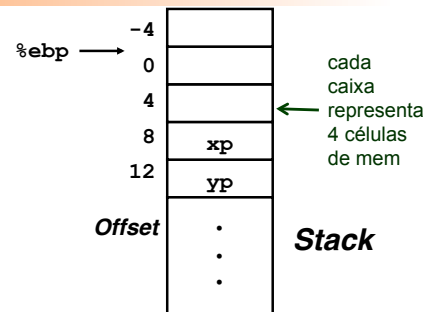 -4
%ebp
0
4
8 xp
12 yp
cada
caixa
representa
4 células
de mem
Offset
Stack